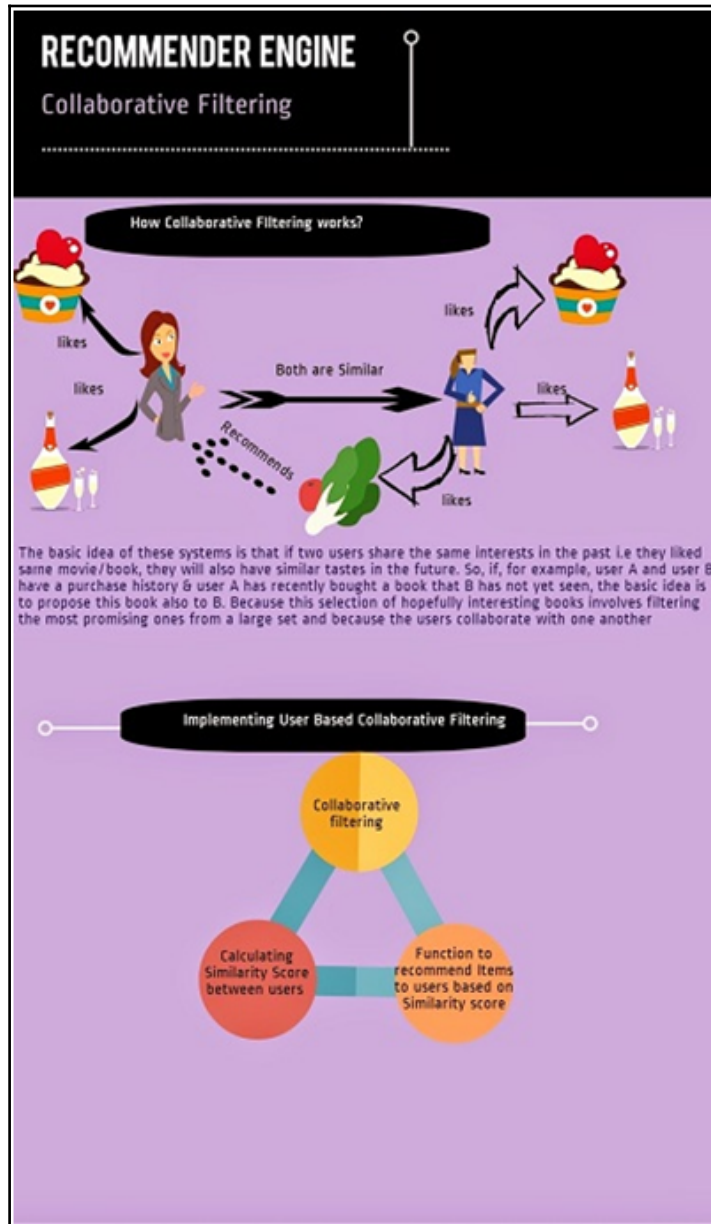 RECOMMENDER ENGINE
Collaborative Filtering
How Collaborative Filtering works?
likes
likes
Both are Similar
likes
likes
Recommends
likes
The basic idea of these systems is that if two users share the same interests in the past i.e they liked
same movie/book, they will also have similar tastes in the future. So, if, for example, user A and user B
have a purchase history & user A has recently bought a book that B has not yet seen, the basic idea is
to propose this book also to B. Because this selection of hopefully interesting books involves filtering
the most promising ones from a large set and because the users collaborate with one another
Implementing User Based Collaborative Filtering
Collaborative
filtering
Calculating
Similarity Score
between users
Function to
recommend Items
to users based on
Similarity score